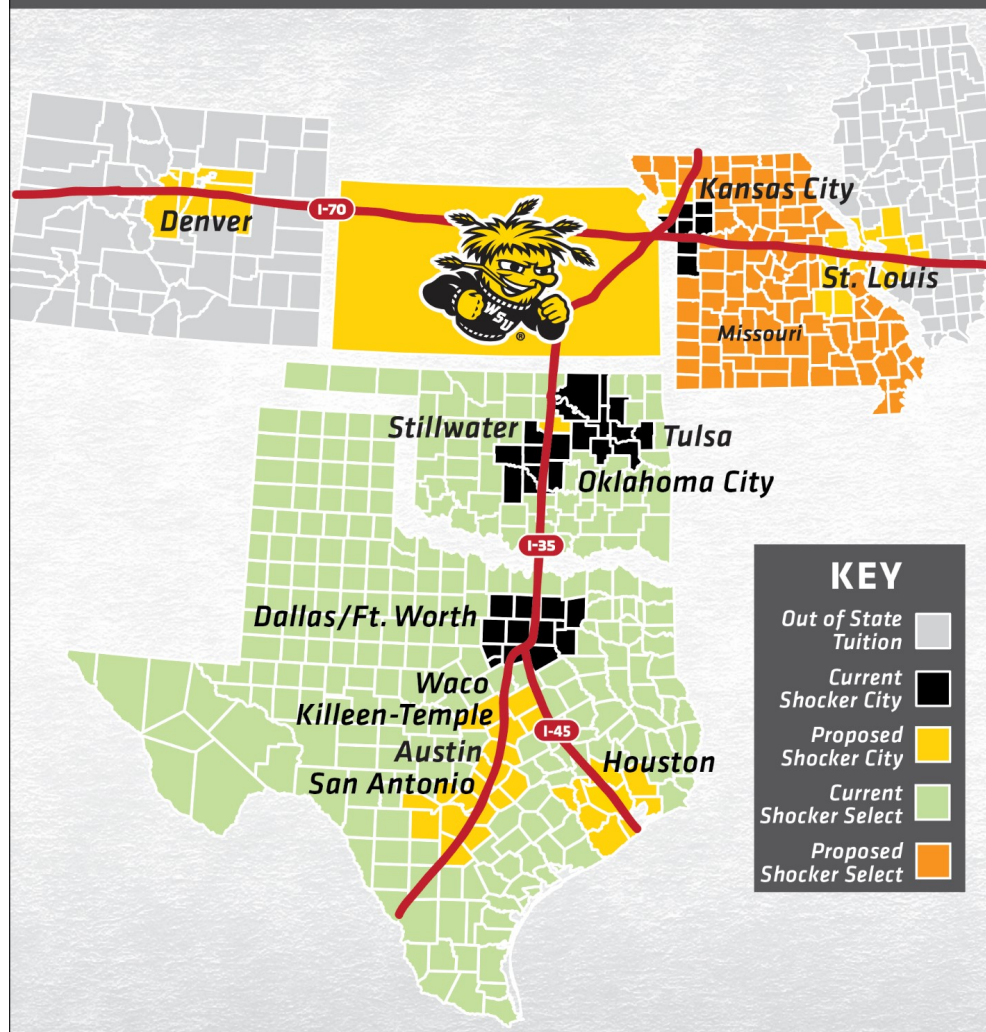 Kansas City
Denver
I-70
St. Louis
WSU
®
Missouri
Stillwater
Tulsa
Oklahoma City
I-35
Dallas/Ft. Worth
Waco
Killeen-Temple
I-45
Austin
Houston
San Antonio
KEY
Out of State
Tuition
Current
Shocker City
Proposed
Shocker City
Current
Shocker Select
Proposed
Shocker Select